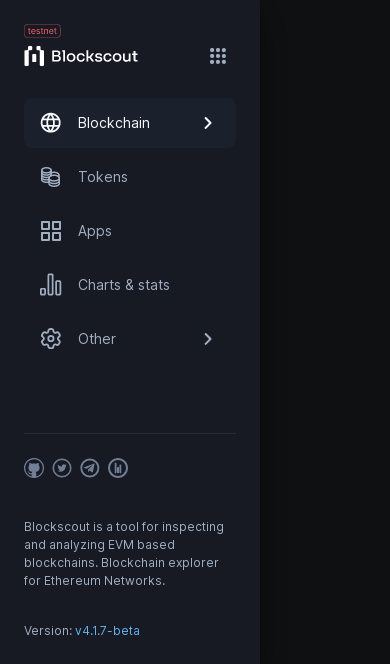 testnet
Blockscout
Blockchain
Tokens
Apps
Charts & stats
Other
Blockscout is a tool for inspecting
and analyzing EVM based
blockchains. Blockchain explorer
for Ethereum Networks.
Version: v4.1.7-beta